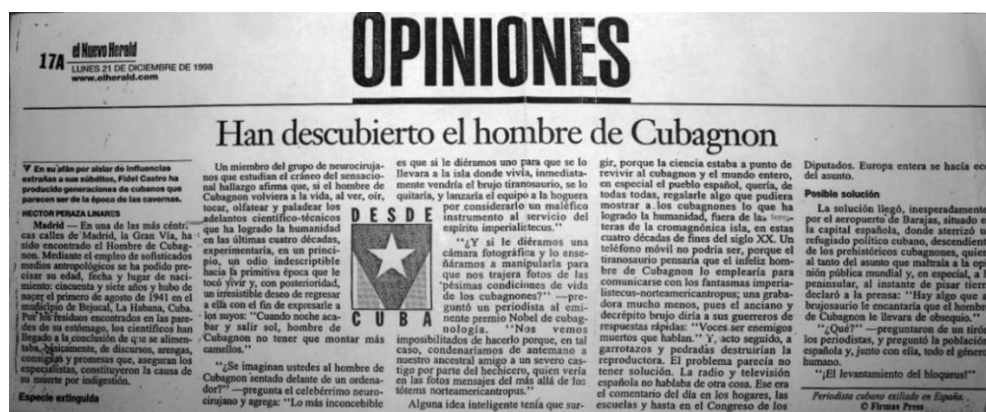 17A
el Nuevo Herald
LUNES 21 DE DICIEMBRE DE 1998
www.elherald.com
OPINIONES
Han descubierto el hombre de Cubagnon
En su afán por aislar de influencias
extrañas a sus súbditos, Fidel Castro ha
producido generaciones de cubanos que
parecen ser de la época de las cavernas.
HECTOR PERAZA LINARES
Madrid — En una de las más céntri-
cas calles de Madrid, la Gran Vía, ha
sido encontrado el Hombre de Cubag-
non. Mediante el empleo de sofisticados
medios antropológicos se ha podido pre-
cisar su edad, fecha y lugar de naci-
miento: cincuenta y siete años y hubo de
nacer el primero de agosto de 1941 en el
municipio de Bejucal, La Habana, Cuba.
Por los residuos encontrados en las pare-
des de su estómago, los científicos han
llegado a la conclusión de que se alimen-
taba, básicamente, de discursos, arengas,
consignas y promesas que, aseguran los
especialistas, constituyeron la causa de
su muerte por indigestión.
Especie extinguida
Un miembro del grupo de neurociruja-
nos que estudian el cráneo del sensacio-
nal hallazgo afirma que, si el hombre de
Cubagnon volviera a la vida, al ver, oír,
tocar, olfatear y paladear los
adelantos científico-técnicos
que ha logrado la humanidad
en las últimas cuatro décadas,
experimentaría, en un princi-
pio, un odio indescriptible
hacia la primitiva época que le
tocó vivir y, con posterioridad,
un irresistible deseo de regresar
a ella con el fin de expresarle a
los suyos: "Cuando noche aca-
bar y salir sol, hombre de
Cubagnon no tener que montar más
camellos."
"¿Se imaginan ustedes al hombre de
Cubagnon sentado delante de un ordena-
dor?" —pregunta el celebérrimo neuro-
cirujano y agrega: "Lo más inconcebible
DESDE
CUBA
es que si le diéramos uno para que se lo
llevara a la isla donde vivía, inmediata-
mente vendría el brujo tiranosaurio, se lo
quitaría, y lanzaría el equipo a la hoguera
por considerarlo un maléfico
instrumento al servicio del
espíritu imperialistecus."
"¿Y si le diéramos una
cámara fotográfica y lo ense-
ñáramos a manipularla para
que nos trajera fotos de las
pésimas condiciones de vida
de los cubagnones?" —pre-
guntó un periodista al emi-
nente premio Nobel de cubag-
nología. "Nos vemos
imposibilitados de hacerlo porque, en tal
caso, condenaríamos de antemano a
nuestro ancestral amigo a un severo cas-
tigo por parte del hechicero, quien vería
en las fotos mensajes del más allá de los
tótems norteamericantropus."
Alguna idea inteligente tenía que sur-
gir, porque la ciencia estaba a punto de
revivir al cubagnon y el mundo entero,
en especial el pueblo español, quería, de
todas todas, regalarle algo que pudiera
mostrar a los cubagnones lo que ha
logrado la humanidad, fuera de las
teras de la cromagnónica isla, en estas
cuatro décadas de fines del siglo XX. Un
teléfono móvil no podría ser, porque el
tiranosaurio pensaría que el infeliz hom-
bre de Cubagnon lo emplearía para
comunicarse con los fantasmas imperia-
listecus-norteamericantropus; una graba-
dora mucho menos, pues el anciano y
decrépito brujo diría a sus guerreros de
respuestas rápidas: "Voces ser enemigos
muertos que hablan." Y, acto seguido, a
garrotazos y pedradas destruirían la
reproductora. El problema parecía no
tener solución. La radio y televisión
española no hablaba de otra cosa. Ese era
el comentario del día en los hogares, las
escuelas y hasta en el Congreso de los
Diputados. Europa entera se hacía eco
del asunto.
Posible solución
La solución llegó, inesperadamente,
por el aeropuerto de Barajas, situado en
la capital española, donde aterrizó un
refugiado político cubano, descendiente
de los prehistóricos cubagnones, quien,
al tanto del asunto que maltraía a la opi-
nión pública mundial y, en especial, a la
peninsular, al instante de pisar tierra
declaró a la prensa: "Hay algo que al
brujosaurio le encantaría que el hombre
de Cubagnon le llevara de obsequio."
"¿Qué?" —preguntaron de un tirón
los periodistas, y preguntó la población
española y, junto con ella, todo el género
humano.
"¡El levantamiento del bloqueus!"
Periodista cubano exiliado en España.
© Firmas Press